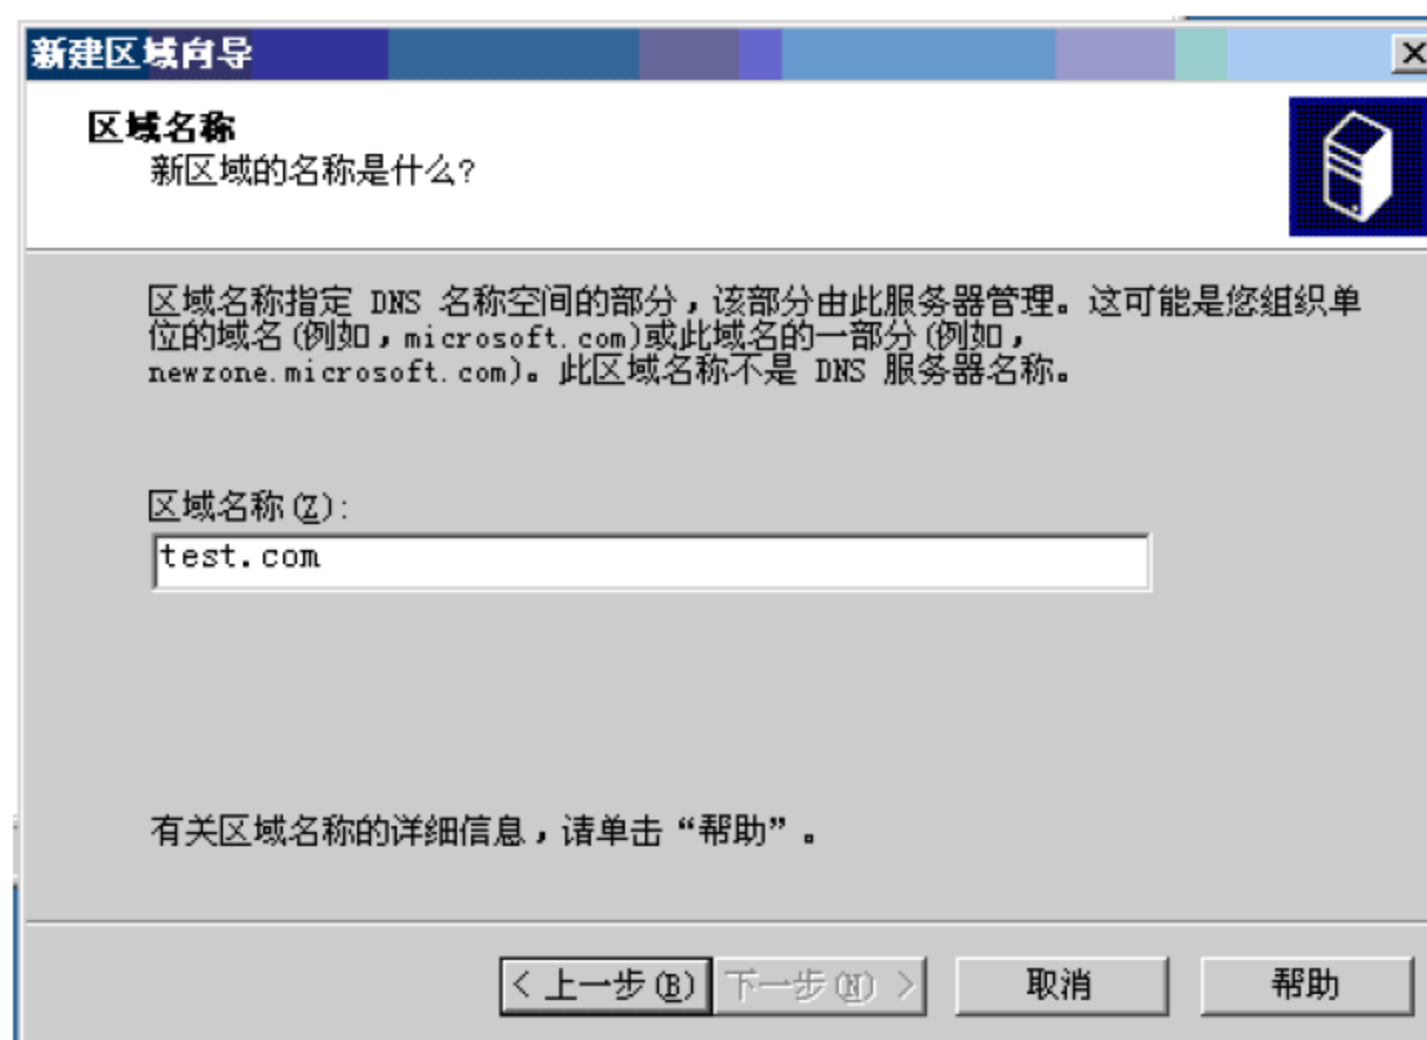 新建区域向导
区域名称
新区域的名称是什么?
区域名称指定 DNS 名称空间的部分，该部分由此服务器管理。这可能是您组织单
位的域名(例如，microsoft.com)或此域名的一部分(例如，
newzone.microsoft.com)。此区域名称不是 DNS 服务器名称。
区域名称(Z):
test.com
有关区域名称的详细信息，请单击“帮助”。
< 上一步(B) 下一步(N) > 取消 帮助